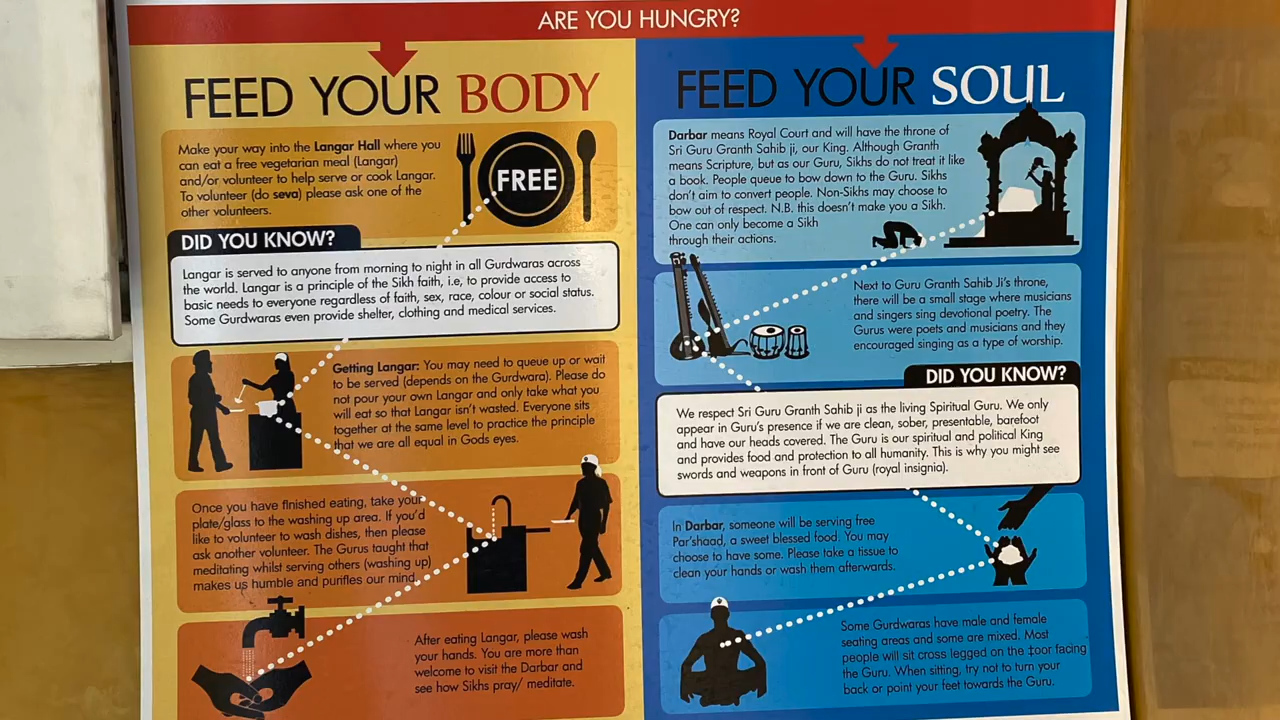 ARE YOU HUNGRY?
FEED YOUR BODY
Make your way into the Langar Hall where you
can eat a free vegetarian meal (Langar)
and/or volunteer to help serve or cook Langar.
To volunteer (do seva) please ask one of the
other volunteers.
FREE
DID YOU KNOW?
Langar is served to anyone from morning to night in all Gurdwaras across
the world. Langar is a principle of the Sikh faith, i.e, to provide access to
basic needs to everyone regardless of faith, sex, race, colour or social status.
Some Gurdwaras even provide shelter, clothing and medical services.
Getting Langar: You may need to queue up or wait
to be served (depends on the Gurdwara). Please do
not pour your own Langar and only take what you
will eat so that Langar isn't wasted. Everyone sits
together at the same level to practice the principle
that we are all equal in Gods eyes.
Once you have finished eating, take your
plate/glass to the washing up area. If you'd
like to volunteer to wash dishes, then please
ask another volunteer. The Gurus taught that
meditating whilst serving others (washing up)
makes us humble and purifies our mind.
After eating Langar, please wash
your hands. You are more than
welcome to visit the Darbar and
see how Sikhs pray/ meditate.
FEED YOUR SOUL
Darbar means Royal Court and will have the throne of
Sri Guru Granth Sahib ji, our King. Although Granth
means Scripture, but as our Guru, Sikhs do not treat it like
a book. People queue to bow down to the Guru. Sikhs
don't aim to convert people. Non-Sikhs may choose to
bow out of respect. N.B. this doesn't make you a Sikh.
One can only become a Sikh
through their actions.
Next to Guru Granth Sahib Ji's throne,
there will be a small stage where musicians
and singers sing devotional poetry. The
Gurus were poets and musicians and they
encouraged singing as a type of worship.
DID YOU KNOW?
We respect Sri Guru Granth Sahib ji as the living Spiritual Guru. We only
appear in Guru's presence if we are clean, sober, presentable, barefoot
and have our heads covered. The Guru is our spiritual and political King
and provides food and protection to all humanity. This is why you might see
swords and weapons in front of Guru (royal insignia).
In Darbar, someone will be serving free
Par'shaad, a sweet blessed food. You may
choose to have some. Please take a tissue to
clean your hands or wash them afterwards.
Some Gurdwaras have male and female
seating areas and some are mixed. Most
people will sit cross legged on the ‡oor facing
the Guru. When sitting, try not to turn your
back or point your feet towards the Guru.